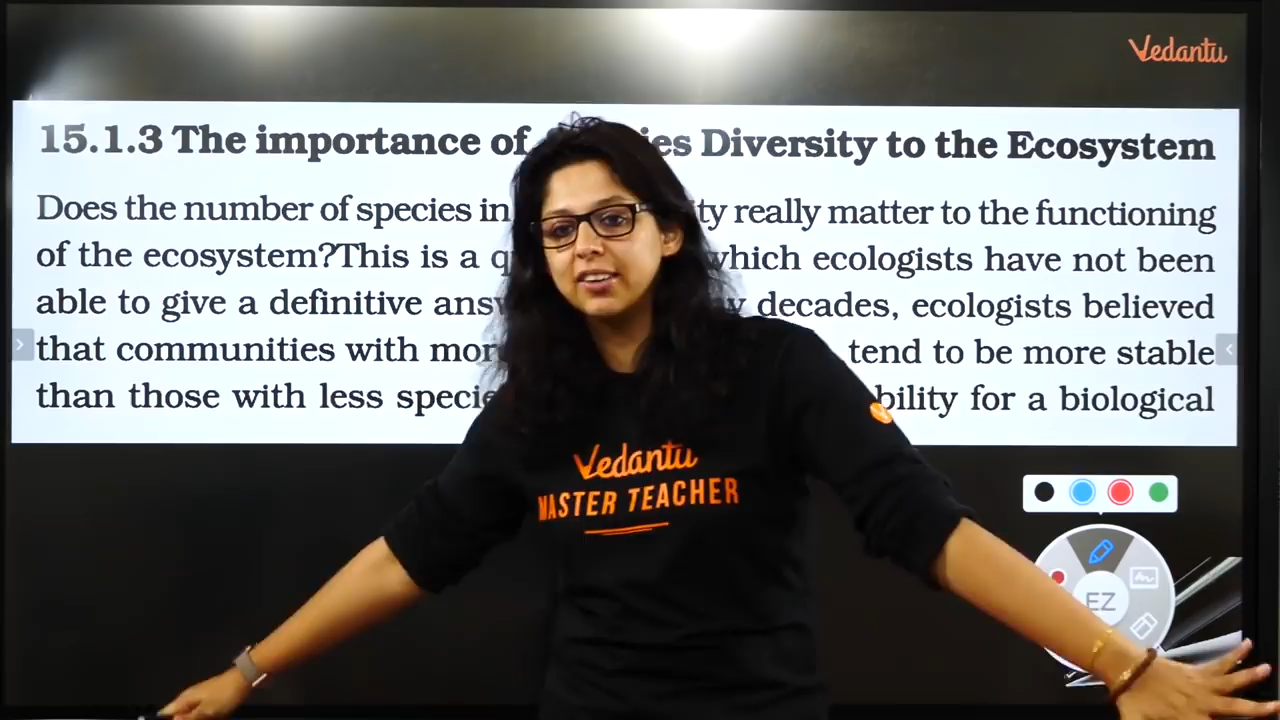 Vedantu
15.1.3 The importance of ies Diversity to the Ecosystem
Does the number of species in ty really matter to the functioning
of the ecosystem?This is a q which ecologists have not been
able to give a definitive answ y decades, ecologists believed
that communities with mor tend to be more stable
than those with less specie bility for a biological
Vedantu
MASTER TEACHER
EZ